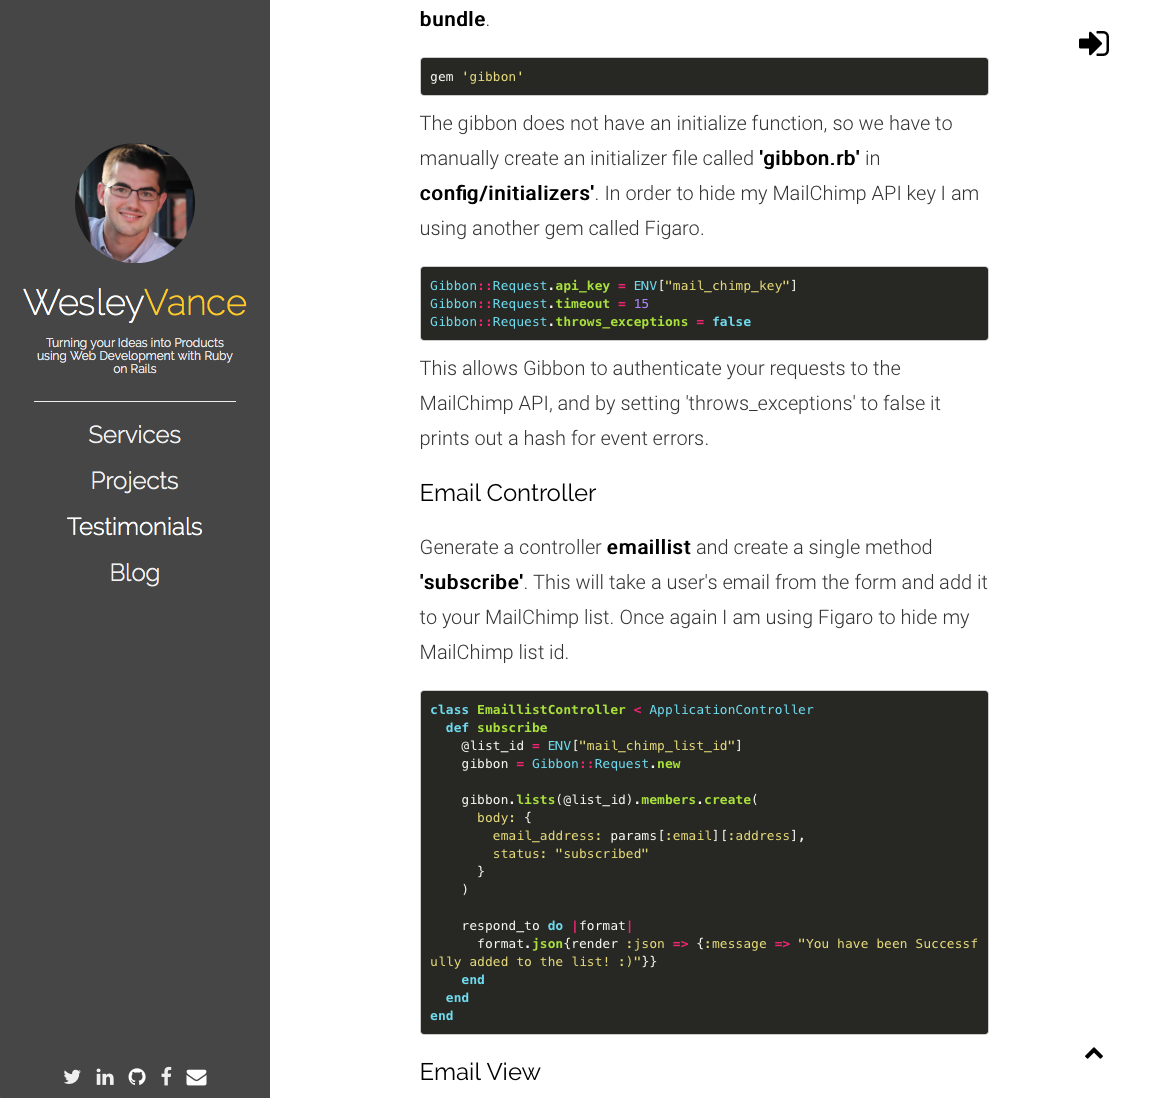 WesleyVance
Turning your Ideas into Products
using Web Development with Ruby
on Rails
Services
Projects
Testimonials
Blog
bundle.
gem 'gibbon'
The gibbon does not have an initialize function, so we have to
manually create an initializer file called 'gibbon.rb' in
config/initializers'. In order to hide my MailChimp API key I am
using another gem called Figaro.
Gibbon::Request.api_key = ENV["mail_chimp_key"]
Gibbon::Request.timeout = 15
Gibbon::Request.throws_exceptions = false
This allows Gibbon to authenticate your requests to the
MailChimp API, and by setting 'throws_exceptions' to false it
prints out a hash for event errors.
Email Controller
Generate a controller emaillist and create a single method
'subscribe'. This will take a user's email from the form and add it
to your MailChimp list. Once again I am using Figaro to hide my
MailChimp list id.
class EmaillistController < ApplicationController
  def subscribe
    @list_id = ENV["mail_chimp_list_id"]
    gibbon = Gibbon::Request.new
    gibbon.lists(@list_id).members.create(
      body: {
        email_address: params[:email][:address],
        status: "subscribed"
      }
    )
    respond_to do |format|
      format.json{render :json => {:message => "You have been Successf
ully added to the list! :)"}}
    end
  end
end
Email View